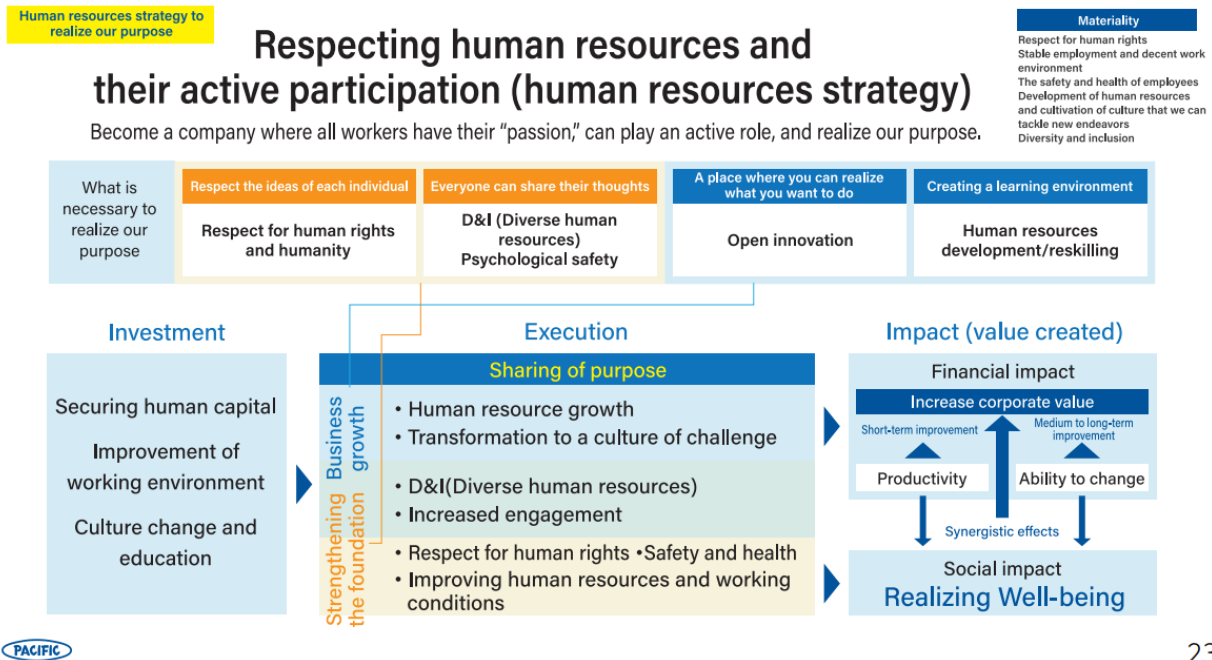 Human resources strategy to
realize our purpose
Respecting human resources and
their active participation (human resources strategy)
Become a company where all workers have their “passion,” can play an active role, and realize our purpose.
Materiality
Respect for human rights
Stable employment and decent work
environment
The safety and health of employees
Development of human resources
and cultivation of culture that we can
tackle new endeavors
Diversity and inclusion
What is
necessary to
realize our
purpose
Respect the ideas of each individual
Respect for human rights
and humanity
Everyone can share their thoughts
D&I (Diverse human
resources)
Psychological safety
A place where you can realize
what you want to do
Open innovation
Creating a learning environment
Human resources
development/reskilling
Investment
Securing human capital
Improvement of
working environment
Culture change and
education
Execution
Sharing of purpose
Business
growth
• Human resource growth
• Transformation to a culture of challenge
• D&I(Diverse human resources)
• Increased engagement
Strengthening
the foundation
• Respect for human rights •Safety and health
• Improving human resources and working
conditions
Impact (value created)
Financial impact
Increase corporate value
Short-term improvement
Medium to long-term
improvement
Productivity
Ability to change
Synergistic effects
Social impact
Realizing Well-being
PACIFIC
23